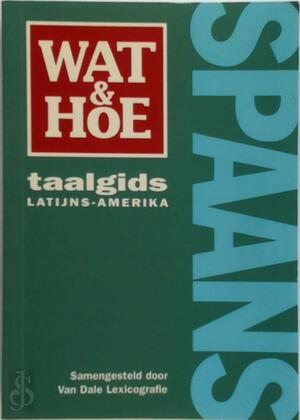 WAT
&
HOE
taalgids
LATIJNS-AMERIKA
SPAANS
Samengesteld door
Van Dale Lexicografie